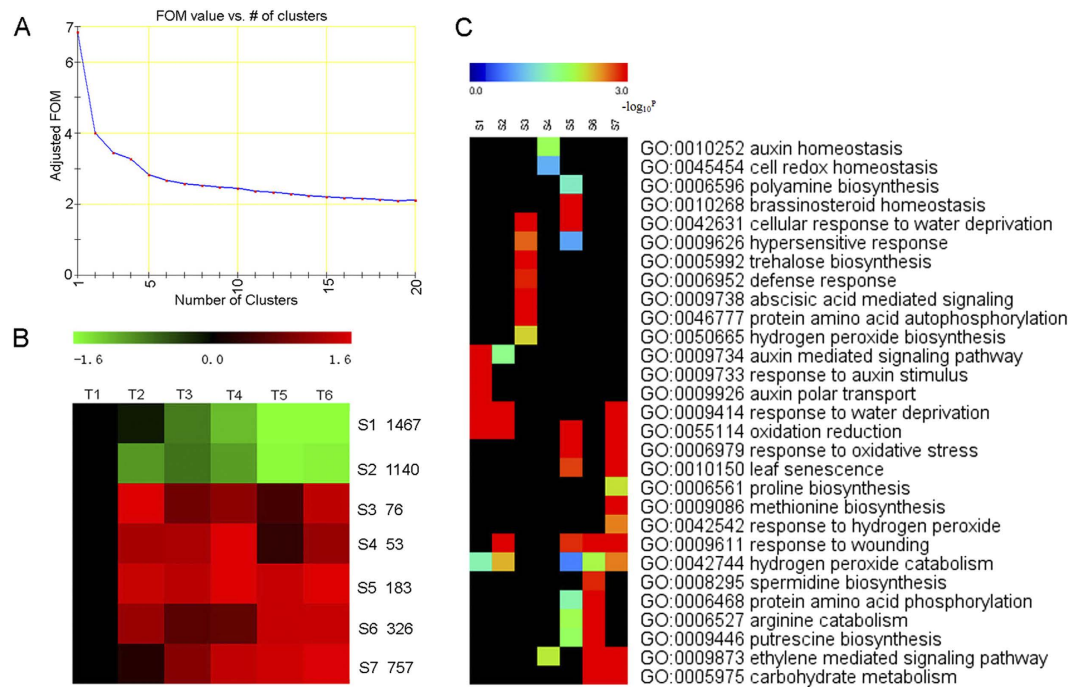 A
FOM value vs. # of clusters
Adjusted FOM
7
6
4
2
0
1
5
10
15
20
Number of Clusters
B
-1.6
0.0
1.6
T1 T2 T3 T4 T5 T6
S1 1467
S2 1140
S3 76
S4 53
S5 183
S6 326
S7 757
C
0.0
3.0
-log10P
S1 S2 S3 S4 S5 S6 S7
GO:0010252 auxin homeostasis
GO:0045454 cell redox homeostasis
GO:0006596 polyamine biosynthesis
GO:0010268 brassinosteroid homeostasis
GO:0042631 cellular response to water deprivation
GO:0009626 hypersensitive response
GO:0005992 trehalose biosynthesis
GO:0006952 defense response
GO:0009738 abscisic acid mediated signaling
GO:0046777 protein amino acid autophosphorylation
GO:0050665 hydrogen peroxide biosynthesis
GO:0009734 auxin mediated signaling pathway
GO:0009733 response to auxin stimulus
GO:0009926 auxin polar transport
GO:0009414 response to water deprivation
GO:0055114 oxidation reduction
GO:0006979 response to oxidative stress
GO:0010150 leaf senescence
GO:0006561 proline biosynthesis
GO:0009086 methionine biosynthesis
GO:0042542 response to hydrogen peroxide
GO:0009611 response to wounding
GO:0042744 hydrogen peroxide catabolism
GO:0008295 spermidine biosynthesis
GO:0006468 protein amino acid phosphorylation
GO:0006527 arginine catabolism
GO:0009446 putrescine biosynthesis
GO:0009873 ethylene mediated signaling pathway
GO:0005975 carbohydrate metabolism